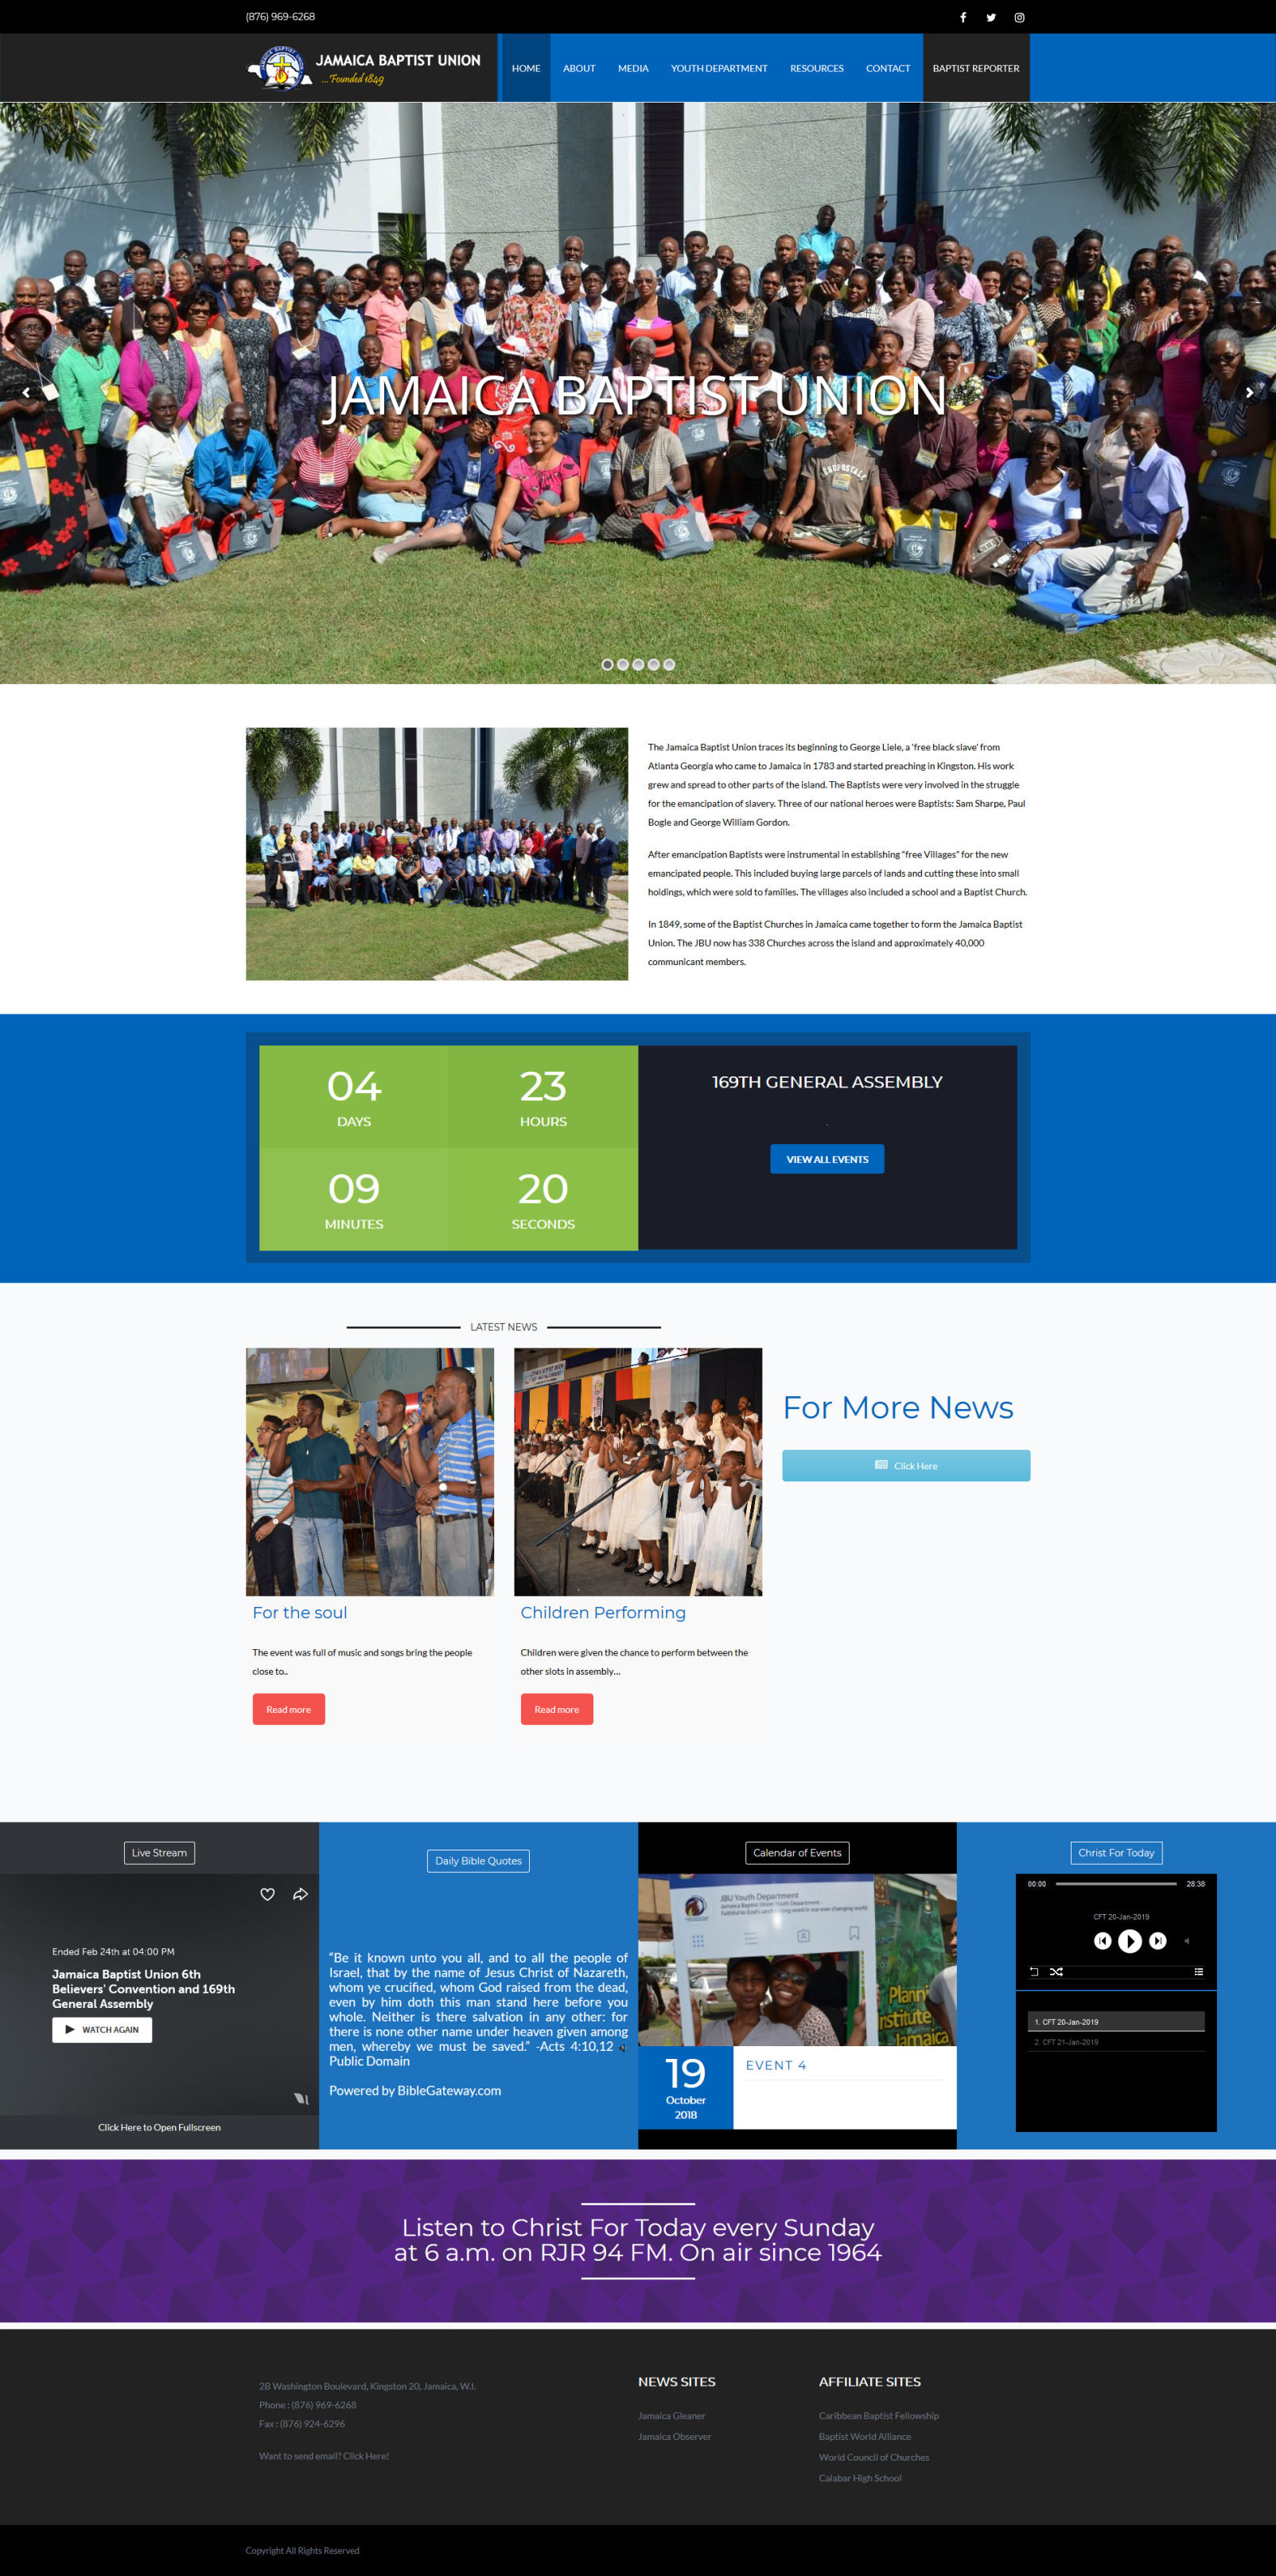 (876) 969-6268
JAMAICA BAPTIST UNION
...Founded 1849
HOME
ABOUT
MEDIA
YOUTH DEPARTMENT
RESOURCES
CONTACT
BAPTIST REPORTER
JAMAICA BAPTIST UNION
The Jamaica Baptist Union traces its beginning to George Liele, a 'free black slave' from
Atlanta Georgia who came to Jamaica in 1783 and started preaching in Kingston. His work
grew and spread to other parts of the island. The Baptists were very involved in the struggle
for the emancipation of slavery. Three of our national heroes were Baptists: Sam Sharpe, Paul
Bogle and George William Gordon.
After emancipation Baptists were instrumental in establishing "free Villages" for the new
emancipated people. This included buying large parcels of lands and cutting these into small
holdings, which were sold to families. The villages also included a school and a Baptist Church.
In 1849, some of the Baptist Churches in Jamaica came together to form the Jamaica Baptist
Union. The JBU now has 338 Churches across the island and approximately 40,000
communicant members.
04
DAYS
23
HOURS
09
MINUTES
20
SECONDS
169TH GENERAL ASSEMBLY
.
VIEW ALL EVENTS
LATEST NEWS
For the soul
The event was full of music and songs bring the people
close to..
Read more
Children Performing
Children were given the chance to perform between the
other slots in assembly...
Read more
For More News
Click Here
Live Stream
Ended Feb 24th at 04:00 PM
Jamaica Baptist Union 6th
Believers' Convention and 169th
General Assembly
WATCH AGAIN
Click Here to Open Fullscreen
Daily Bible Quotes
“Be it known unto you all, and to all the people of
Israel, that by the name of Jesus Christ of Nazareth,
whom ye crucified, whom God raised from the dead,
even by him doth this man stand here before you
whole. Neither is there salvation in any other: for
there is none other name under heaven given among
men, whereby we must be saved.” -Acts 4:10,12
Public Domain
Powered by BibleGateway.com
Calendar of Events
JBU Youth Department
Jamaica Baptist Union Youth Department -
Faithful to God's unchanging word in our ever changing world
Planni
nstitute
Jamaica
19
October
2018
EVENT 4
Christ For Today
00:00
28:38
CFT 20-Jan-2019
1. CFT 20-Jan-2019
2. CFT 21-Jan-2019
Listen to Christ For Today every Sunday
at 6 a.m. on RJR 94 FM. On air since 1964
2B Washington Boulevard, Kingston 20, Jamaica, W.I.
Phone : (876) 969-6268
Fax : (876) 924-6296
Want to send email? Click Here!
NEWS SITES
Jamaica Gleaner
Jamaica Observer
AFFILIATE SITES
Caribbean Baptist Fellowship
Baptist World Alliance
World Council of Churches
Calabar High School
Copyright All Rights Reserved